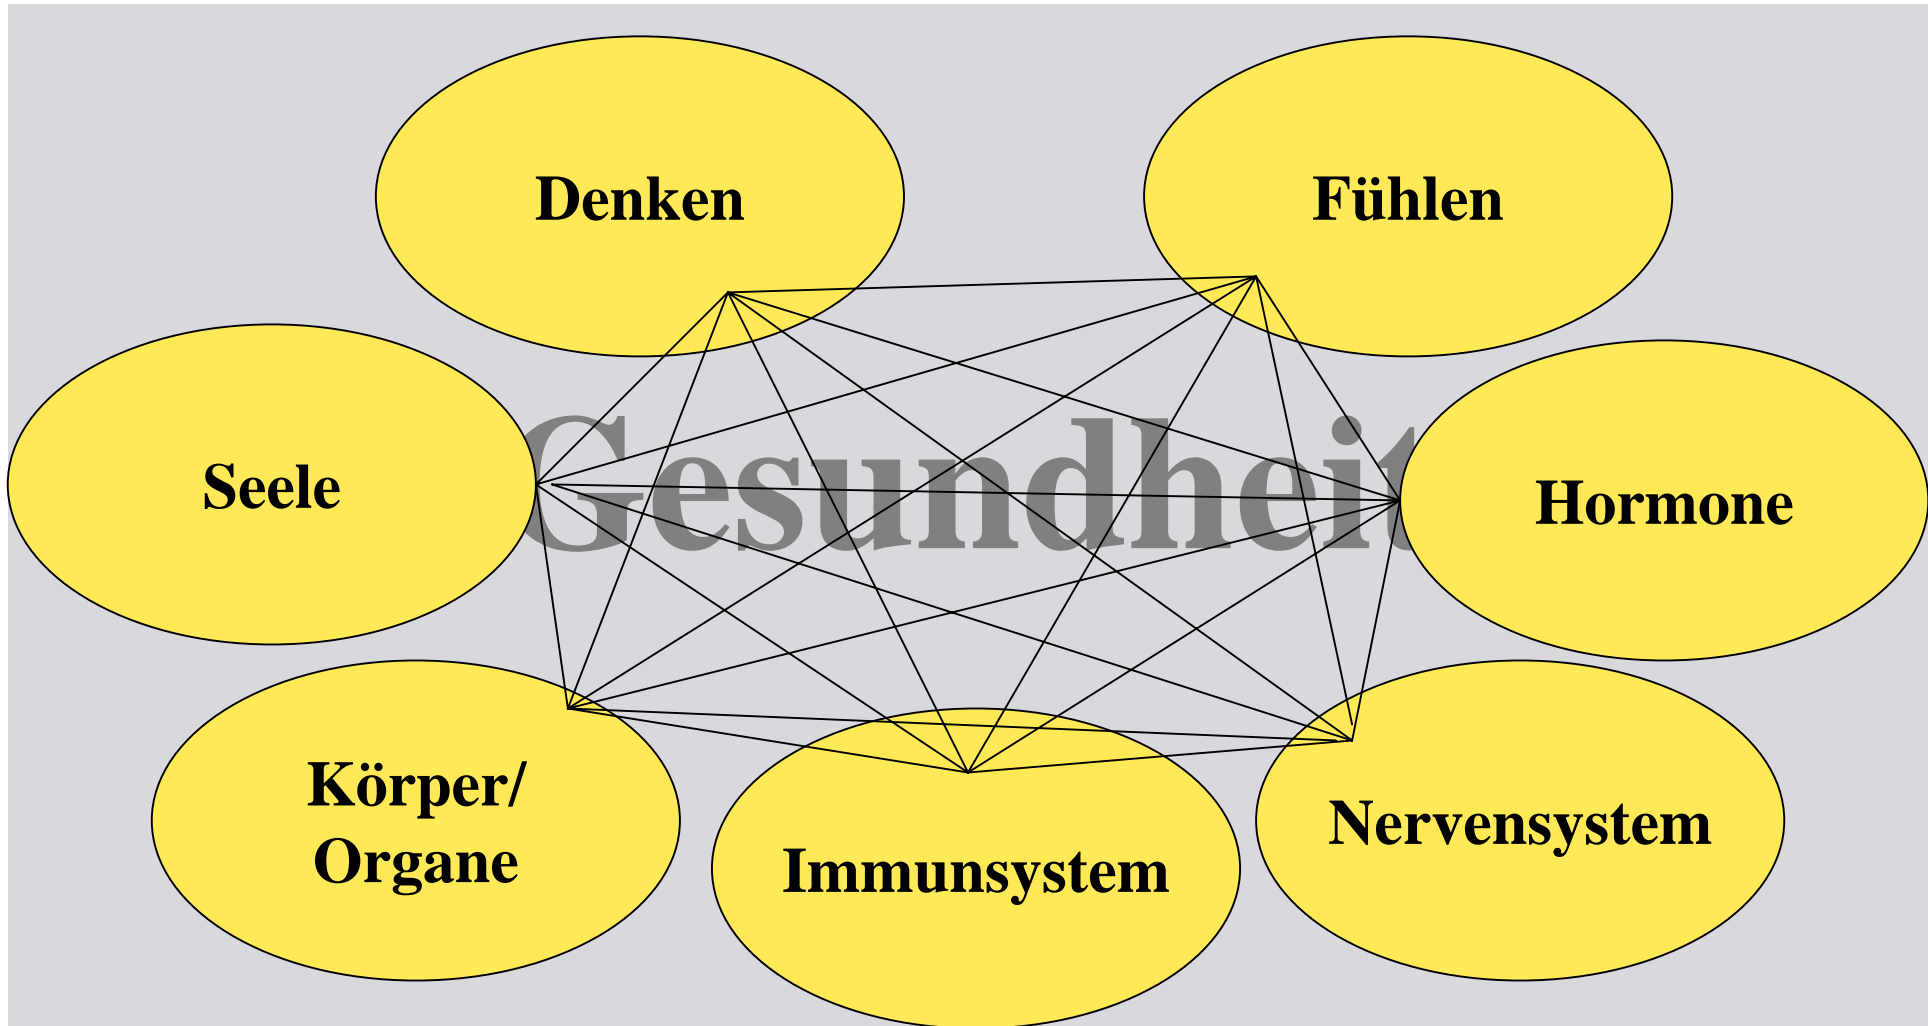 Denken
Fühlen
Gesundheit
Seele
Hormone
Körper/
Organe
Immunsystem
Nervensystem